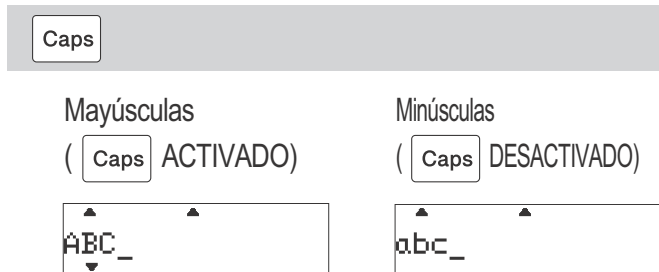 Caps
Mayúsculas
( Caps ACTIVADO)
ABC_
Minúsculas
( Caps DESACTIVADO)
abc_